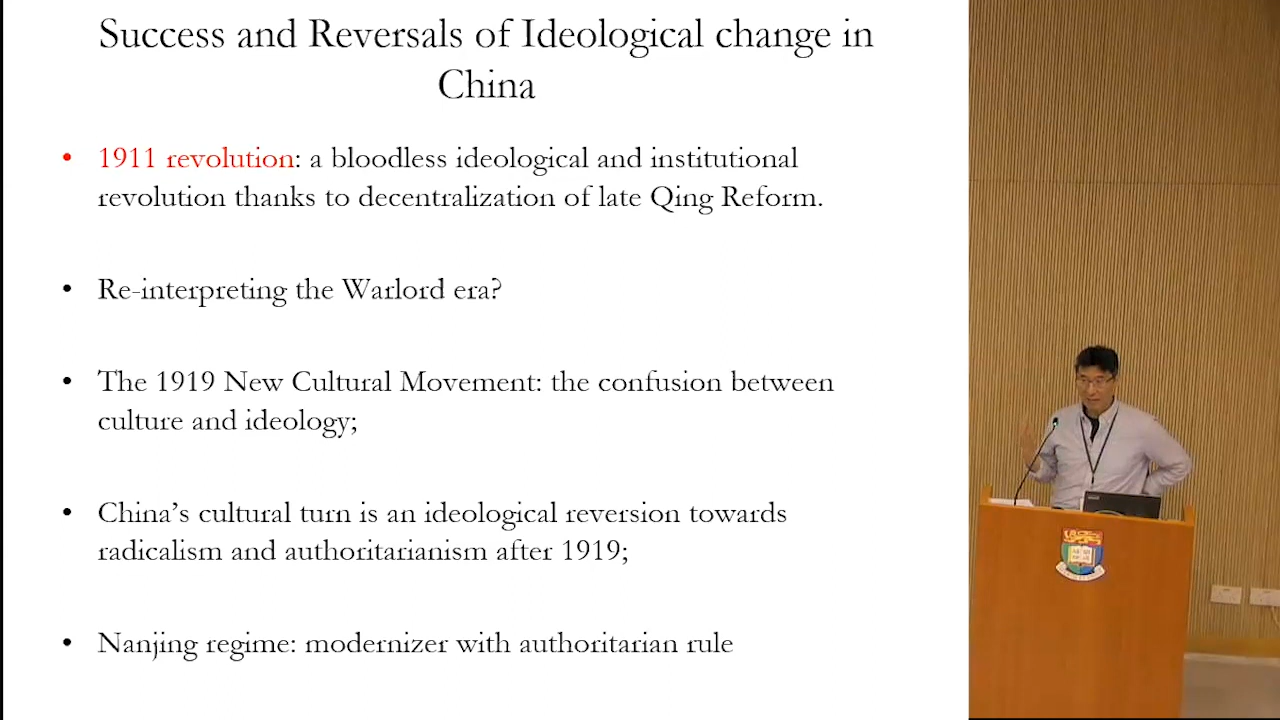 Success and Reversals of Ideological change in
China
• 1911 revolution: a bloodless ideological and institutional
revolution thanks to decentralization of late Qing Reform.
• Re-interpreting the Warlord era?
• The 1919 New Cultural Movement: the confusion between
culture and ideology;
• China's cultural turn is an ideological reversion towards
radicalism and authoritarianism after 1919;
• Nanjing regime: modernizer with authoritarian rule